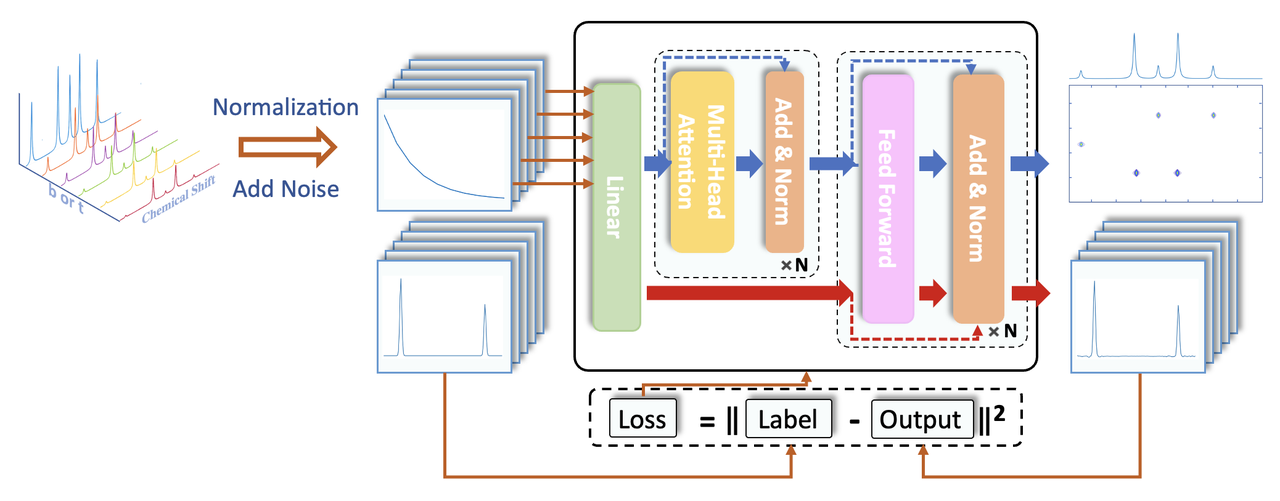 Normalization
Add Noise
b or t
Chemical Shift
Linear
Multi-Head
Attention
Add & Norm
×N
Feed Forward
Add & Norm
×N
Loss = || Label - Output ||²